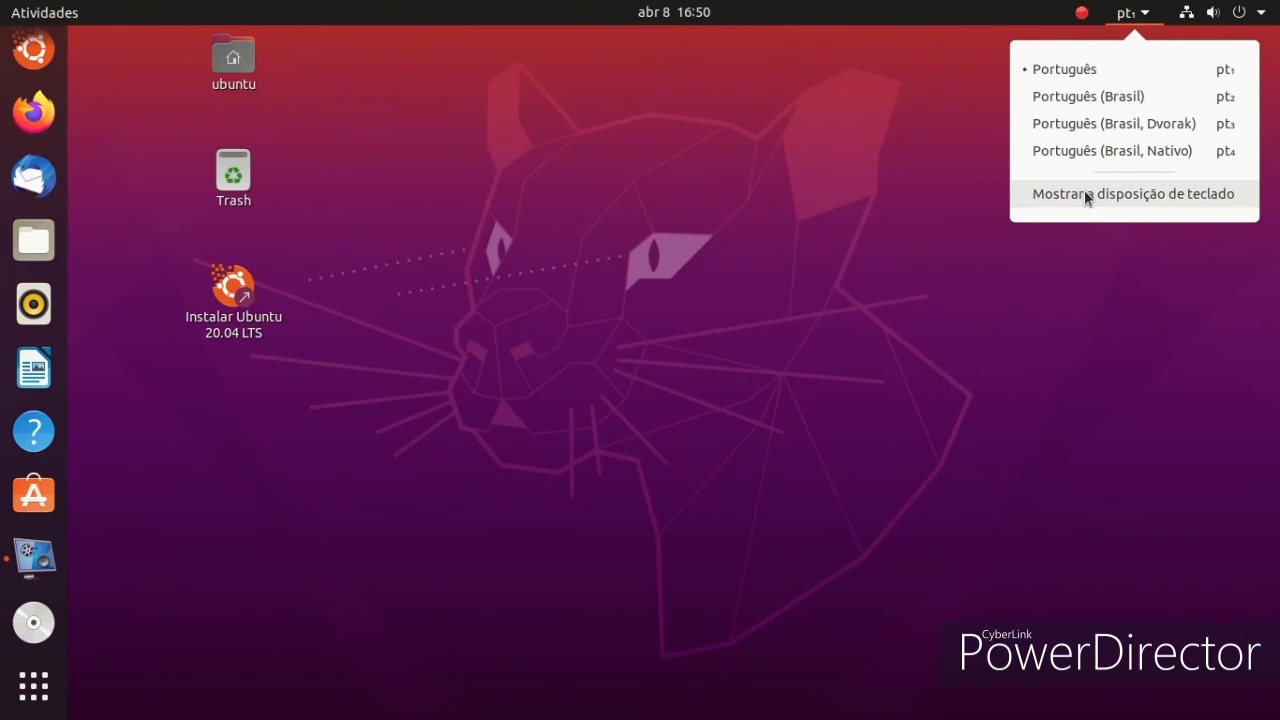 Atividades
abr 8 16:50
pt₁
Português pt₁
Português (Brasil) pt₂
Português (Brasil, Dvorak) pt₃
Português (Brasil, Nativo) pt₄
Mostrar a disposição de teclado
ubuntu
Trash
Instalar Ubuntu
20.04 LTS
CyberLink
PowerDirector